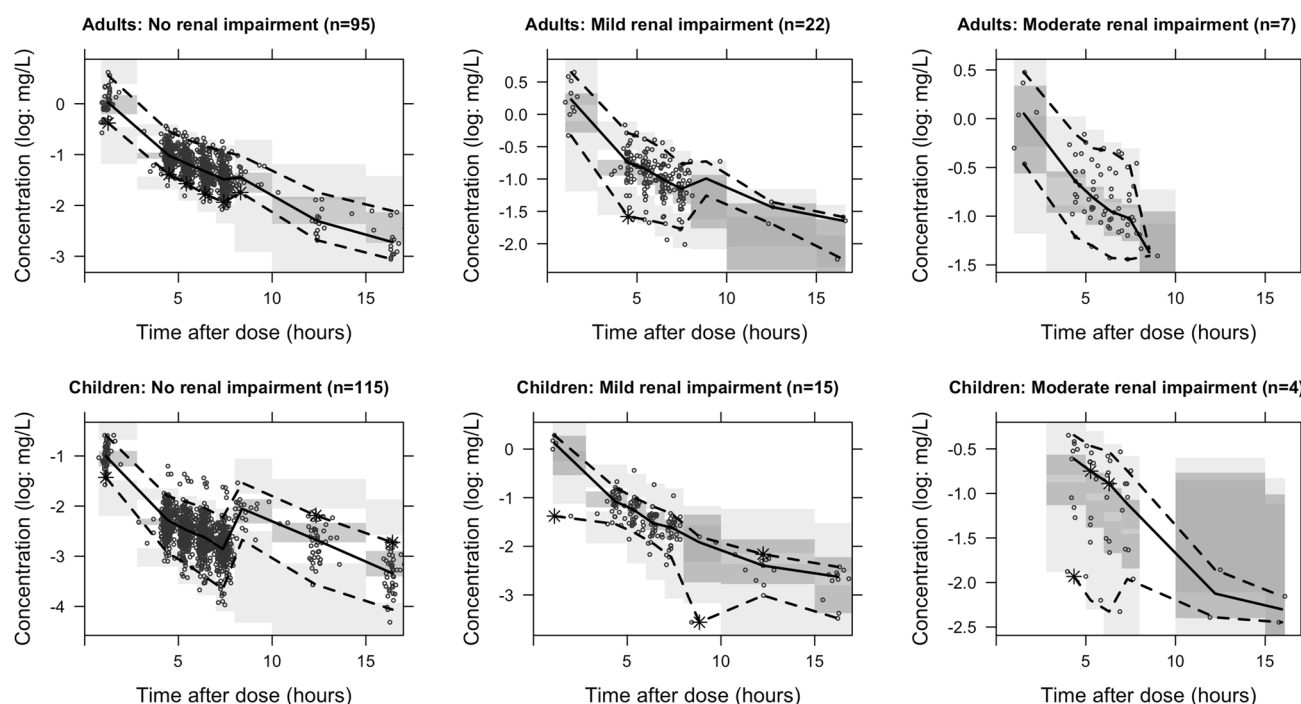 Adults: No renal impairment (n=95)
Adults: Mild renal impairment (n=22)
Adults: Moderate renal impairment (n=7)
Concentration (log: mg/L)
0
-1
-2
-3
5
10
15
Time after dose (hours)
Concentration (log: mg/L)
0.5
0.0
-0.5
-1.0
-1.5
-2.0
5
10
15
Time after dose (hours)
Concentration (log: mg/L)
0.5
0.0
-0.5
-1.0
-1.5
5
10
15
Time after dose (hours)
Children: No renal impairment (n=115)
Children: Mild renal impairment (n=15)
Children: Moderate renal impairment (n=4)
Concentration (log: mg/L)
-1
-2
-3
-4
5
10
15
Time after dose (hours)
Concentration (log: mg/L)
0
-1
-2
-3
5
10
15
Time after dose (hours)
Concentration (log: mg/L)
-0.5
-1.0
-1.5
-2.0
-2.5
5
10
15
Time after dose (hours)